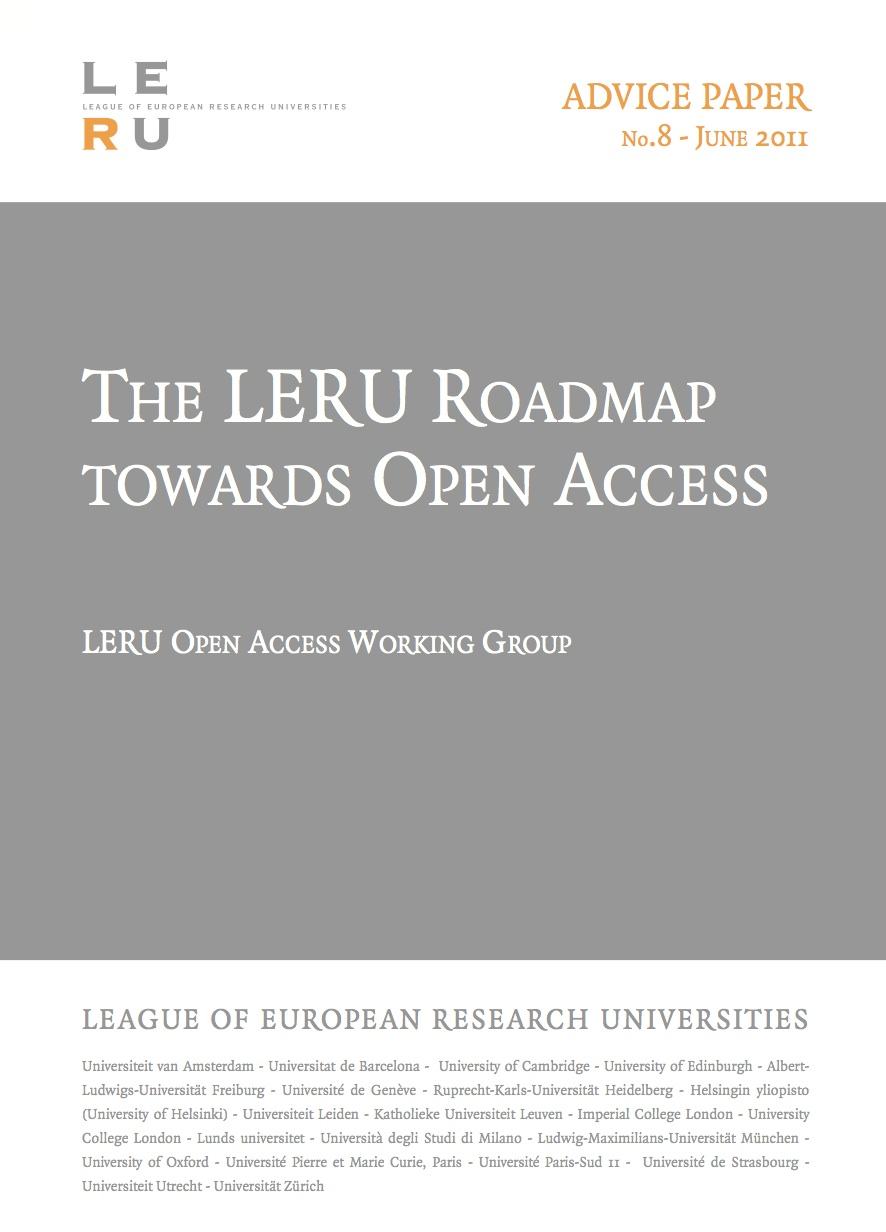 L E
LEAGUE OF EUROPEAN RESEARCH UNIVERSITIES
R U
ADVICE PAPER
No.8 - June 2011
The LERU Roadmap
towards Open Access
LERU Open Access Working Group
LEAGUE OF EUROPEAN RESEARCH UNIVERSITIES
Universiteit van Amsterdam - Universitat de Barcelona - University of Cambridge - University of Edinburgh - Albert-
Ludwigs-Universität Freiburg - Université de Genève - Ruprecht-Karls-Universität Heidelberg - Helsingin yliopisto
(University of Helsinki) - Universiteit Leiden - Katholieke Universiteit Leuven - Imperial College London - University
College London - Lunds universitet - Università degli Studi di Milano - Ludwig-Maximilians-Universität München -
University of Oxford - Université Pierre et Marie Curie, Paris - Université Paris-Sud 11 - Université de Strasbourg -
Universiteit Utrecht - Universität Zürich